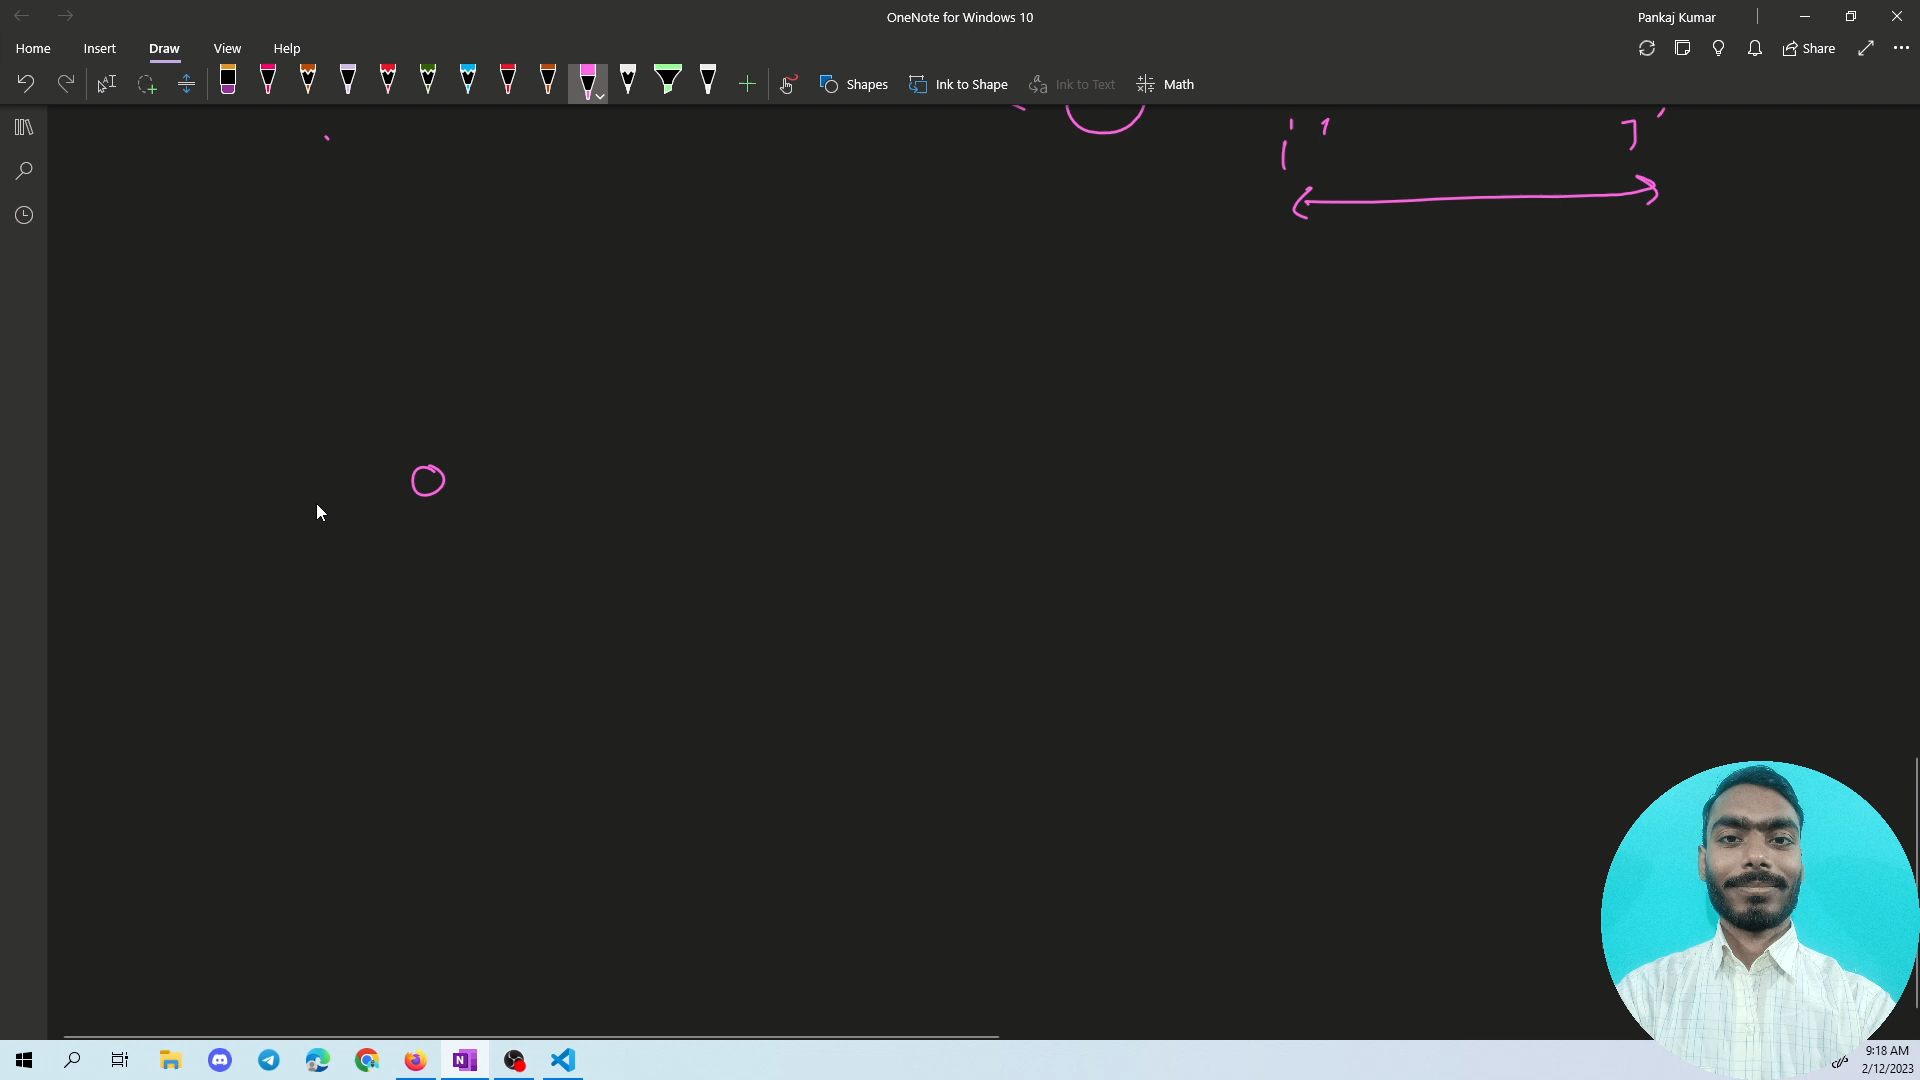 OneNote for Windows 10
Pankaj Kumar
Home Insert Draw View Help
Share
Shapes Ink to Shape Ink to Text Math
9:18 AM
2/12/2023